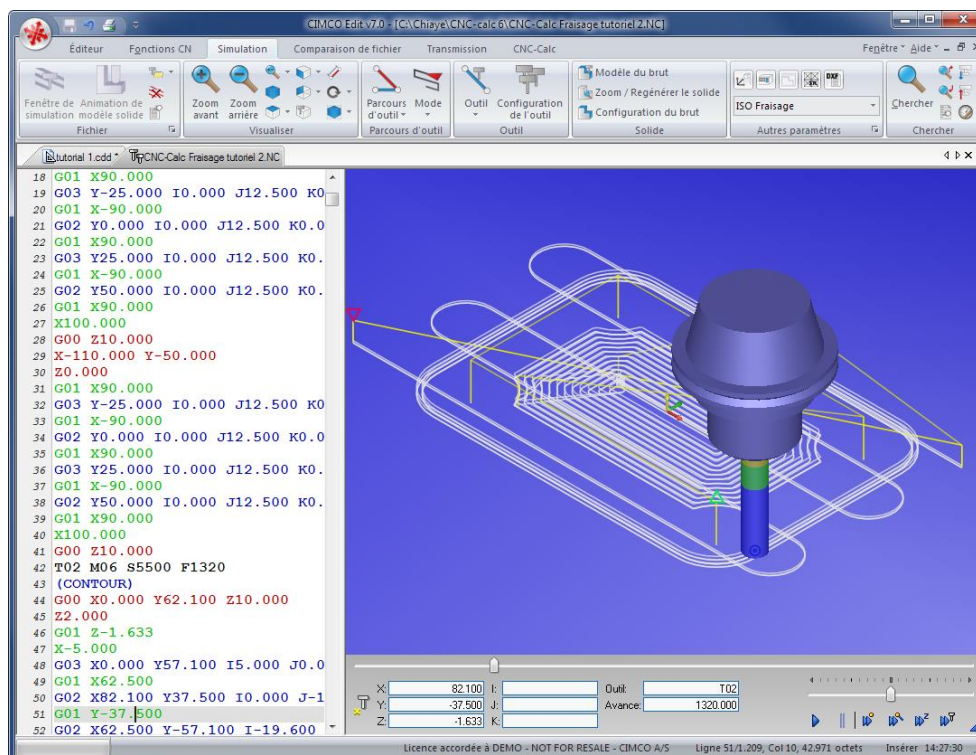 CIMCO Edit v7.0 - [C:\Chiaye\CNC-calc 6\CNC-Calc Fraisage tutoriel 2.NC]
Éditeur Fonctions CN Simulation Comparaison de fichier Transmission CNC-Calc Fenêtre Aide
Fenêtre de simulation
Animation de modèle solide
Fichier
Zoom avant
Zoom arrière
Visualiser
Parcours d'outil
Mode
Parcours d'outil
Outil
Configuration de l'outil
Outil
Modèle du brut
Zoom / Regénérer le solide
Configuration du brut
Solide
DXF
ISO Fraisage
Autres paramètres
Chercher
Chercher
tutorial 1.cdd * CNC-Calc Fraisage tutoriel 2.NC
18 G01 X90.000
19 G03 Y-25.000 I0.000 J12.500 K0
20 G01 X-90.000
21 G02 Y0.000 I0.000 J12.500 K0.0
22 G01 X90.000
23 G03 Y25.000 I0.000 J12.500 K0.
24 G01 X-90.000
25 G02 Y50.000 I0.000 J12.500 K0.
26 G01 X90.000
27 X100.000
28 G00 Z10.000
29 X-110.000 Y-50.000
30 Z0.000
31 G01 X90.000
32 G03 Y-25.000 I0.000 J12.500 K0
33 G01 X-90.000
34 G02 Y0.000 I0.000 J12.500 K0.0
35 G01 X90.000
36 G03 Y25.000 I0.000 J12.500 K0.
37 G01 X-90.000
38 G02 Y50.000 I0.000 J12.500 K0.
39 G01 X90.000
40 X100.000
41 G00 Z10.000
42 T02 M06 S5500 F1320
43 (CONTOUR)
44 G00 X0.000 Y62.100 Z10.000
45 Z2.000
46 G01 Z-1.633
47 X-5.000
48 G03 X0.000 Y57.100 I5.000 J0.0
49 G01 X62.500
50 G02 X82.100 Y37.500 I0.000 J-1
51 G01 Y-37.500
52 G02 X62.500 Y-57.100 I-19.600
X: 82.100 I: Outil: T02
Y: -37.500 J: Avance: 1320.000
Z: -1.633 K:
Licence accordée à DEMO - NOT FOR RESALE - CIMCO A/S Ligne 51/1.209, Col 10, 42.971 octets Insérer 14:27:30